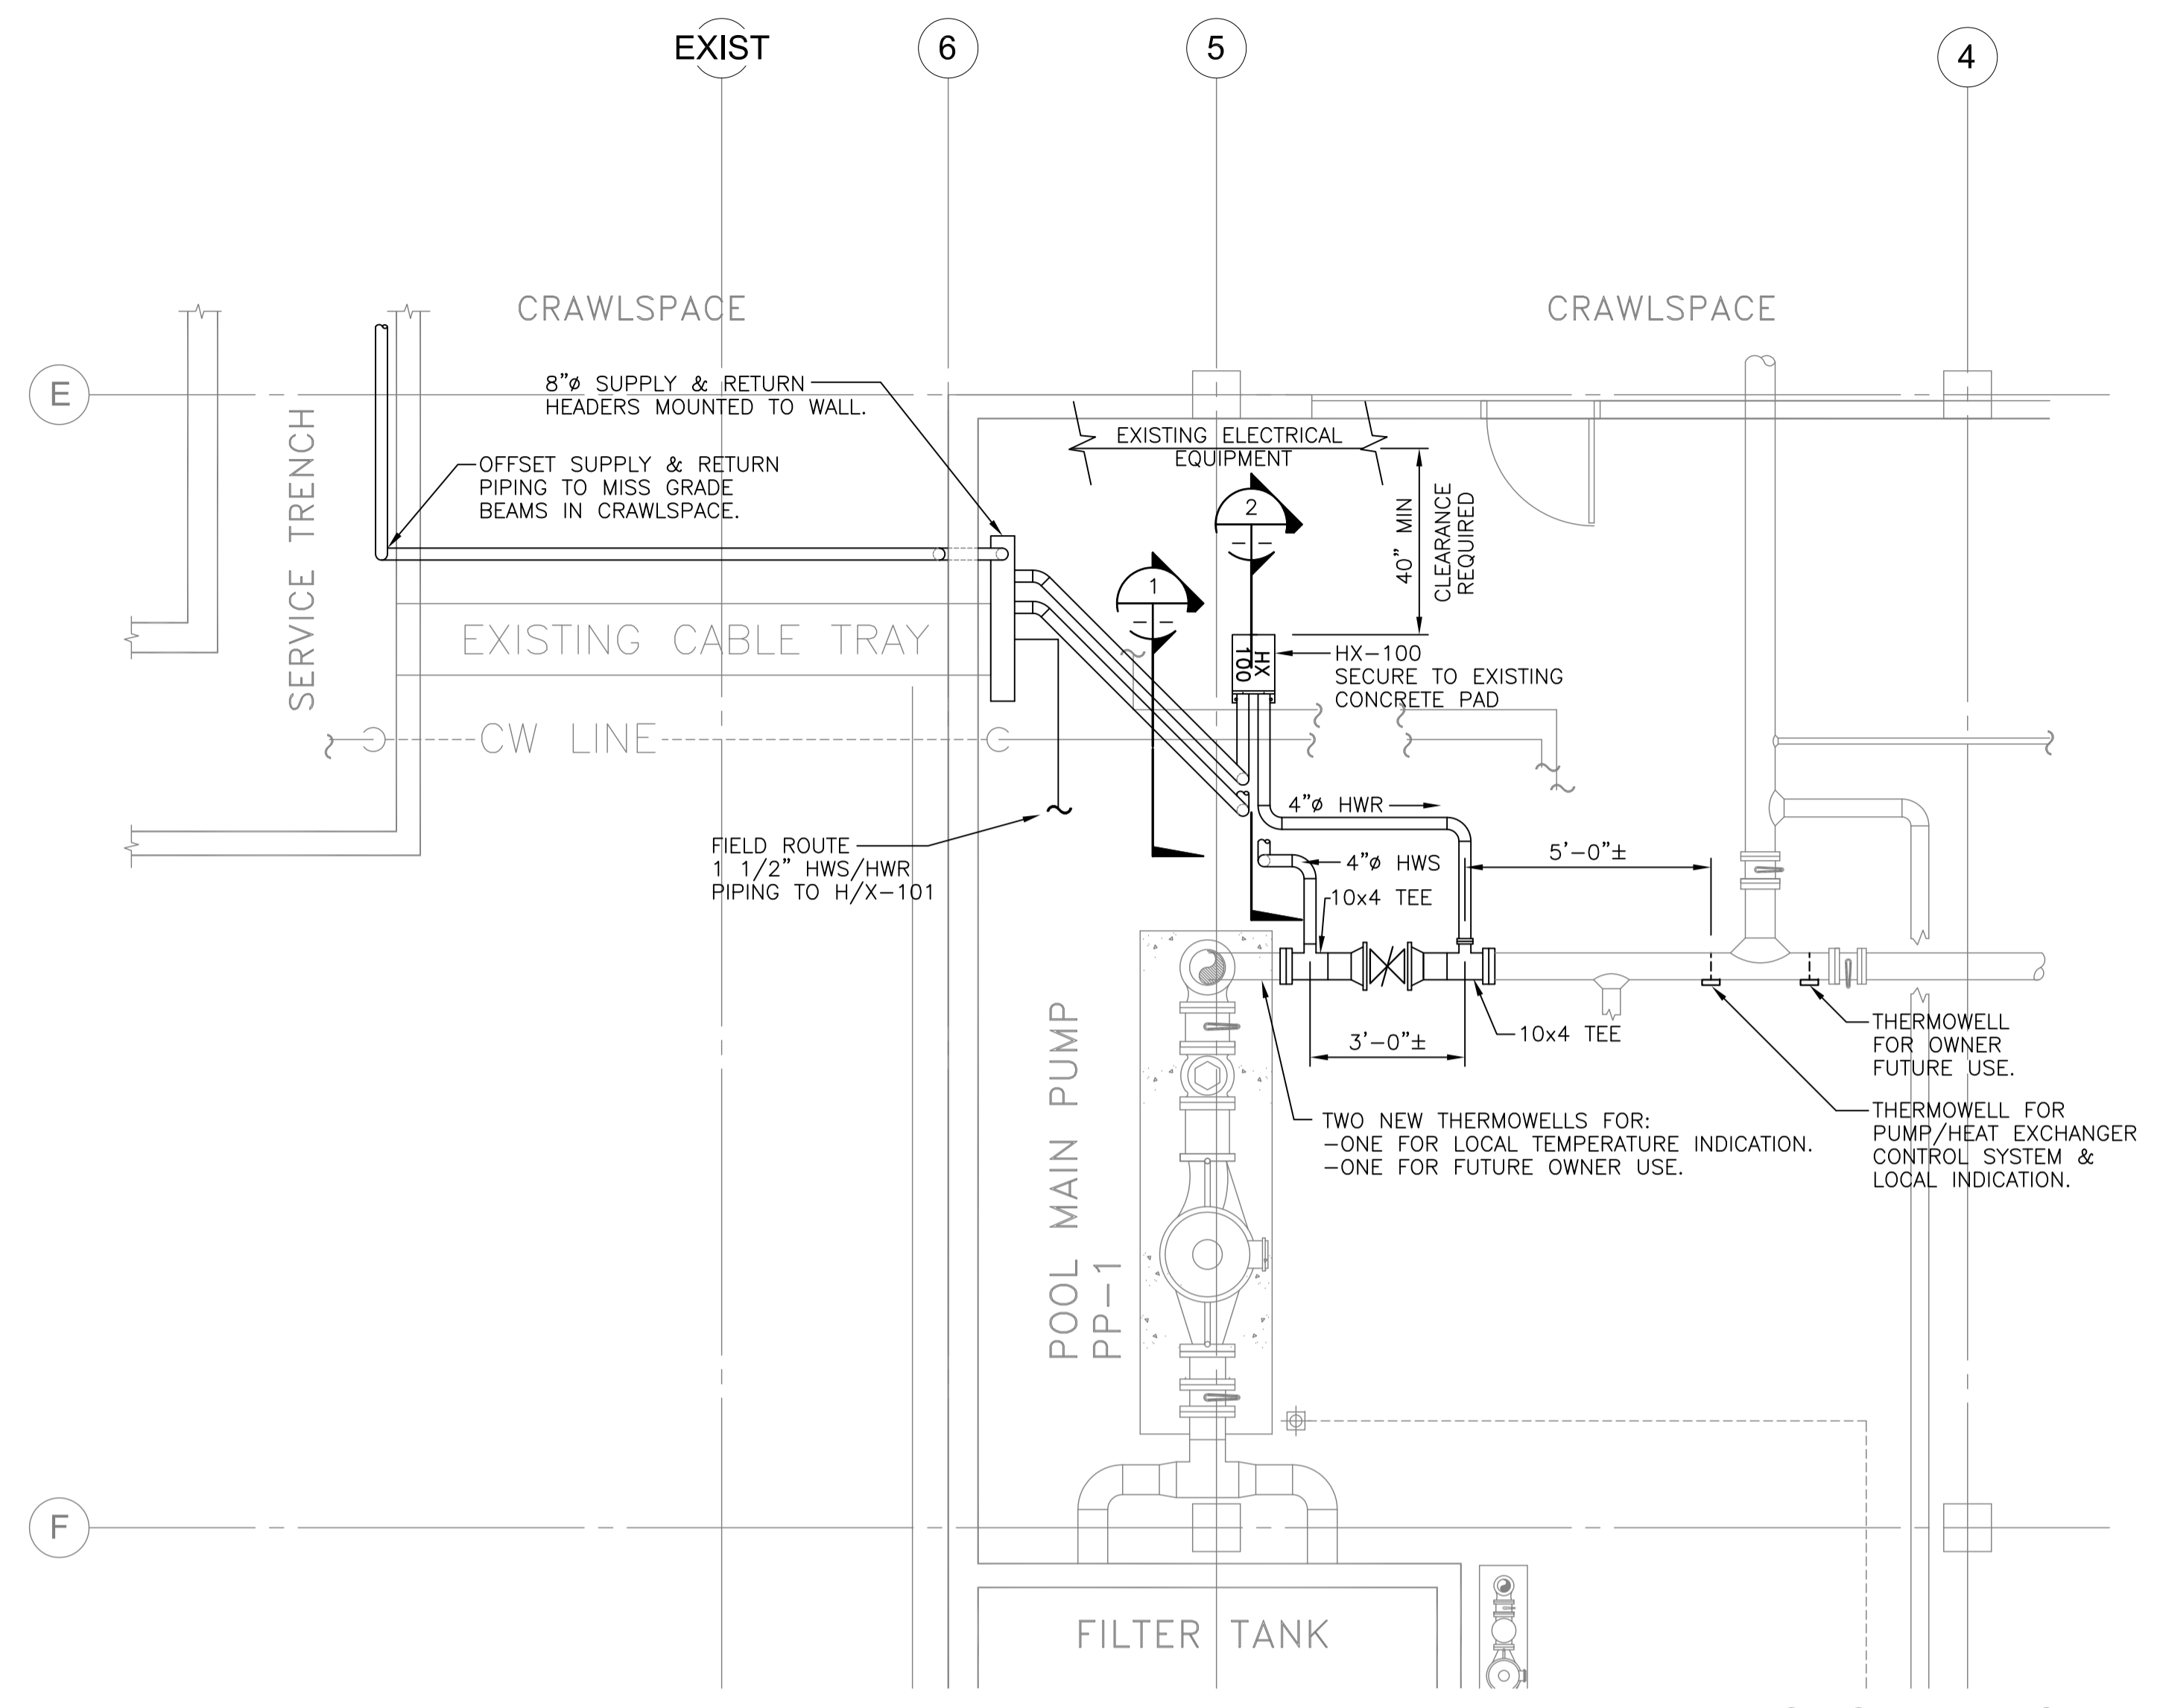 EXIST
6
5
4
CRAWLSPACE
CRAWLSPACE
E
8"ø SUPPLY & RETURN
HEADERS MOUNTED TO WALL.
EXISTING ELECTRICAL
EQUIPMENT
OFFSET SUPPLY & RETURN
PIPING TO MISS GRADE
BEAMS IN CRAWLSPACE.
SERVICE TRENCH
40" MIN
CLEARANCE
REQUIRED
2
1
EXISTING CABLE TRAY
HX
100
HX-100
SECURE TO EXISTING
CONCRETE PAD
CW LINE
4"ø HWR
FIELD ROUTE
1 1/2" HWS/HWR
PIPING TO H/X-101
4"ø HWS
5'-0"±
10x4 TEE
POOL MAIN PUMP
PP-1
3'-0"±
10x4 TEE
THERMOWELL
FOR OWNER
FUTURE USE.
TWO NEW THERMOWELLS FOR:
-ONE FOR LOCAL TEMPERATURE INDICATION.
-ONE FOR FUTURE OWNER USE.
THERMOWELL FOR
PUMP/HEAT EXCHANGER
CONTROL SYSTEM &
LOCAL INDICATION.
F
FILTER TANK